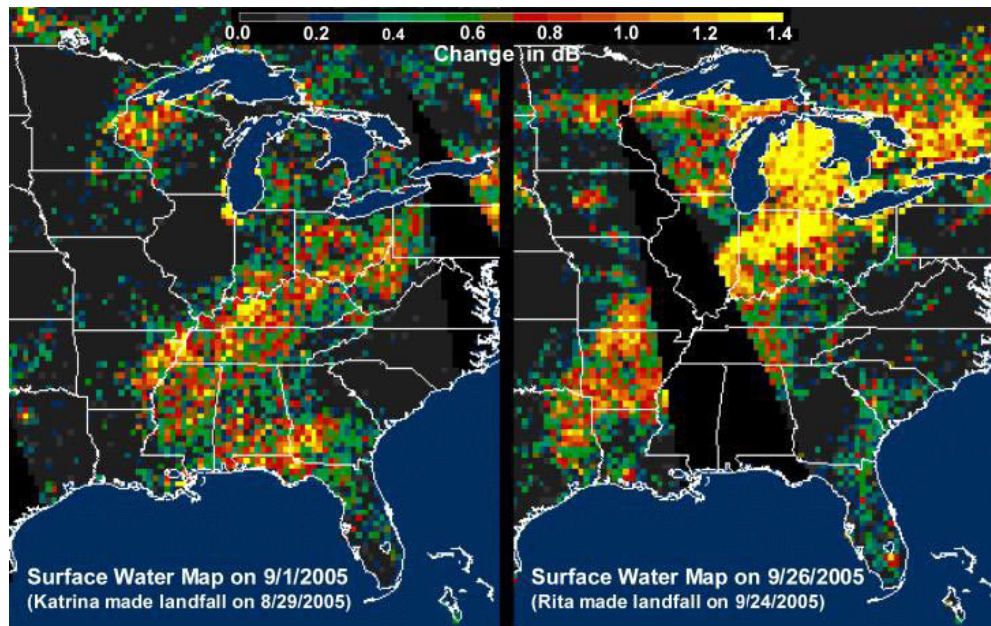 0.0 0.2 0.4 0.6 0.8 1.0 1.2 1.4
Change in dB
Surface Water Map on 9/1/2005
(Katrina made landfall on 8/29/2005)
Surface Water Map on 9/26/2005
(Rita made landfall on 9/24/2005)